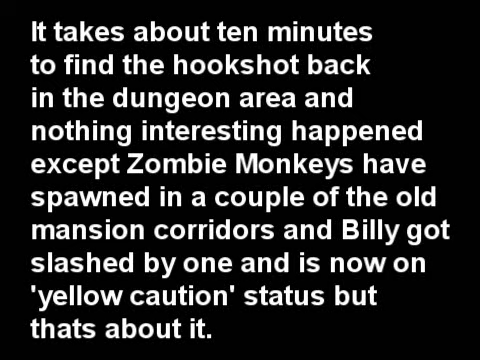 It takes about ten minutes
to find the hookshot back
in the dungeon area and
nothing interesting happened
except Zombie Monkeys have
spawned in a couple of the old
mansion corridors and Billy got
slashed by one and is now on
'yellow caution' status but
thats about it.